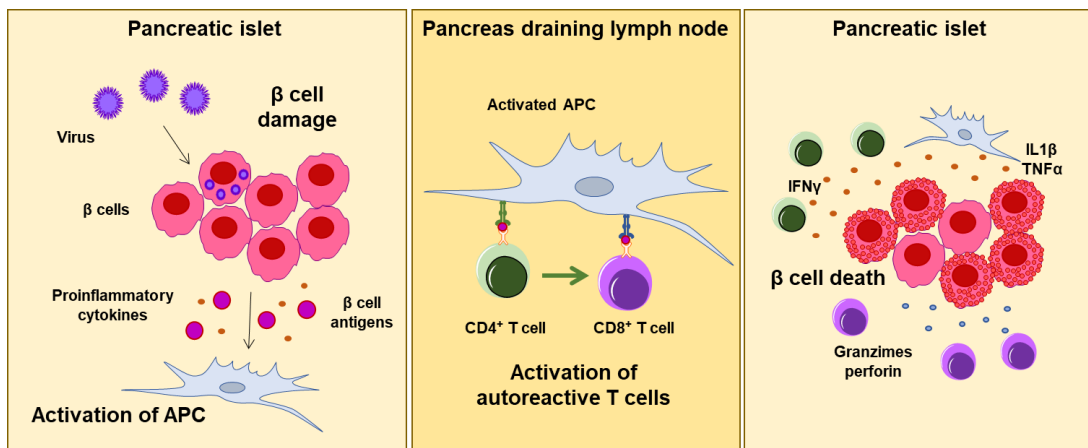 Pancreatic islet
β cell
damage
Virus
β cells
Proinflammatory
cytokines
β cell
antigens
Activation of APC
Pancreas draining lymph node
Activated APC
CD4⁺ T cell
CD8⁺ T cell
Activation of
autoreactive T cells
Pancreatic islet
IL1β
TNFα
IFNγ
β cell death
Granzimes
perforin